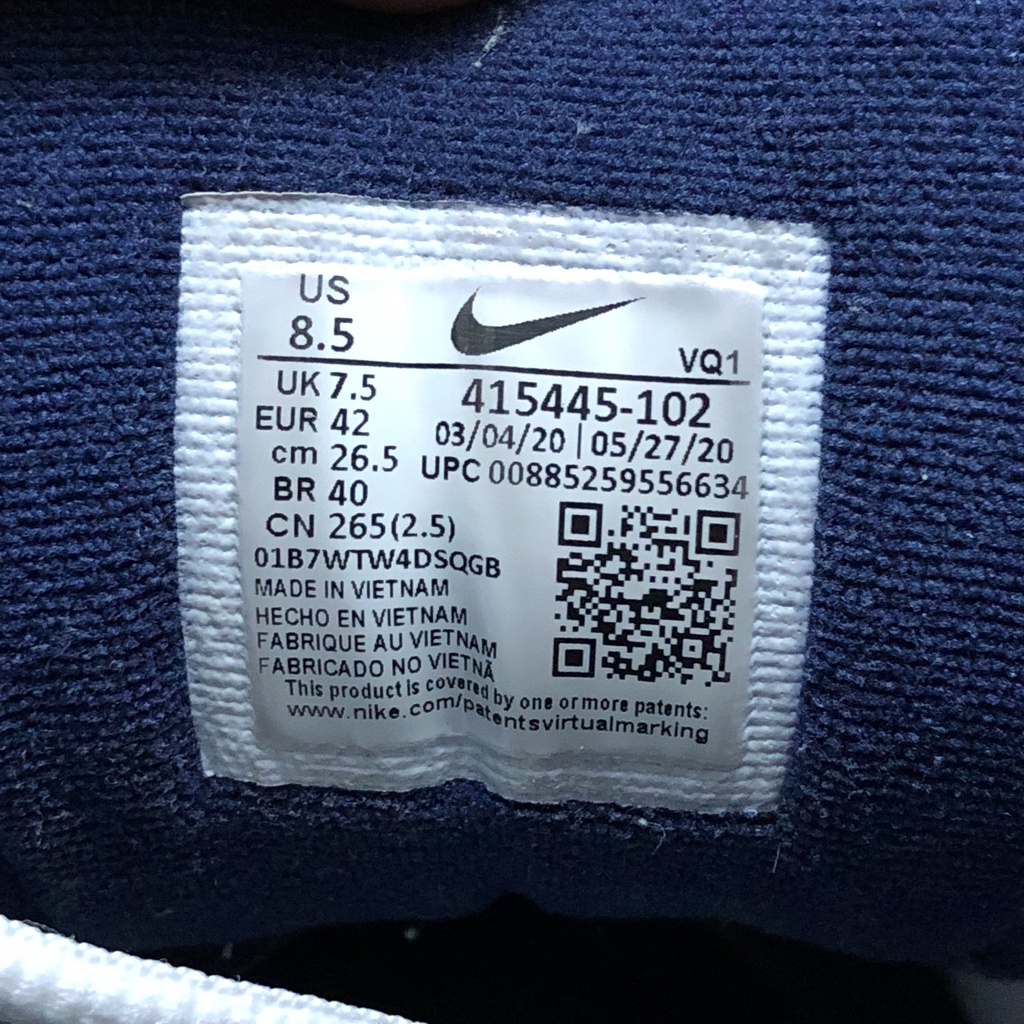 US
8.5
VQ1
UK 7.5
415445-102
EUR 42
03/04/20 | 05/27/20
cm 26.5
UPC 00885259556634
BR 40
CN 265(2.5)
01B7WTW4DSQGB
MADE IN VIETNAM
HECHO EN VIETNAM
FABRIQUE AU VIETNAM
FABRICADO NO VIETNÃ
This product is covered by one or more patents:
www.nike.com/patentsvirtualmarking